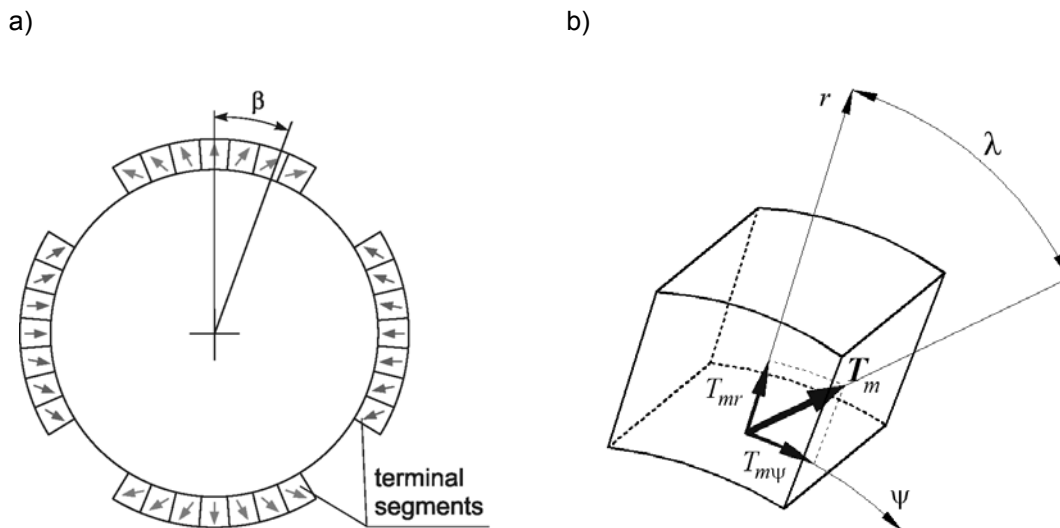 a)
b)
β
r
λ
T_m
T_mr
T_mψ
ψ
terminal
segments